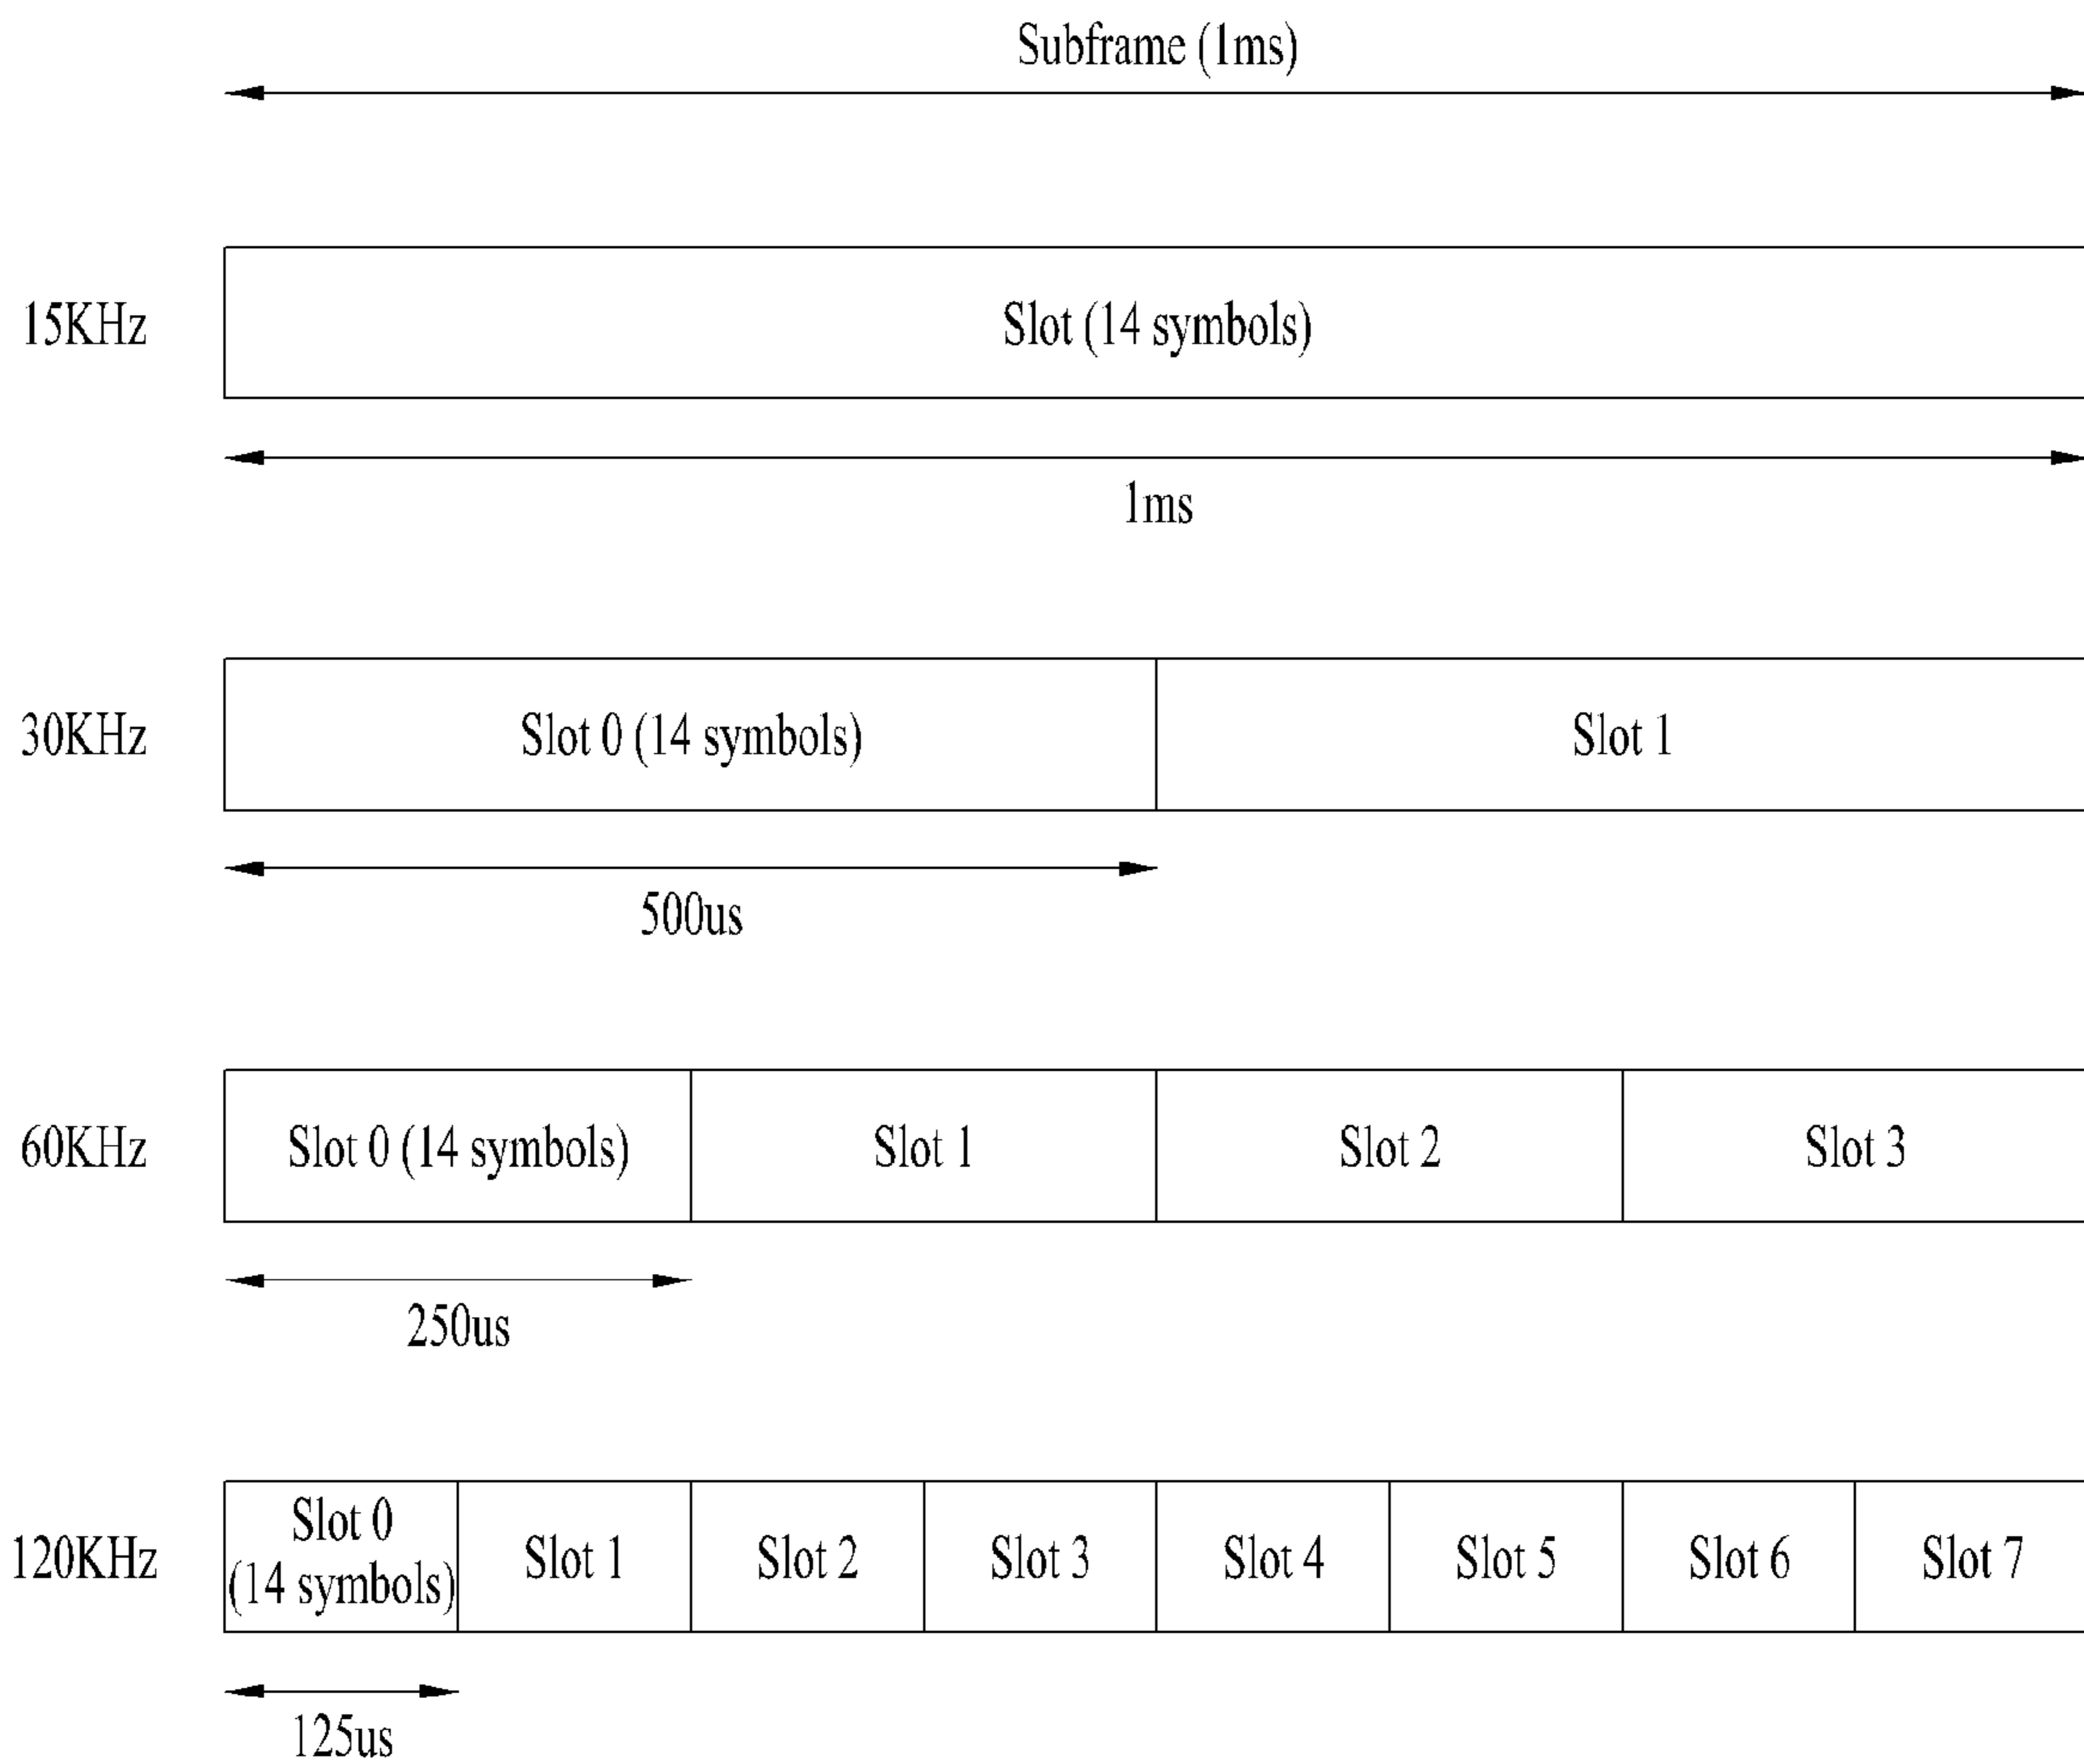 Subframe (1ms)
15KHz
Slot (14 symbols)
1ms
30KHz
Slot 0 (14 symbols)
Slot 1
500us
60KHz
Slot 0 (14 symbols)
Slot 1
Slot 2
Slot 3
250us
120KHz
Slot 0
(14 symbols)
Slot 1
Slot 2
Slot 3
Slot 4
Slot 5
Slot 6
Slot 7
125us